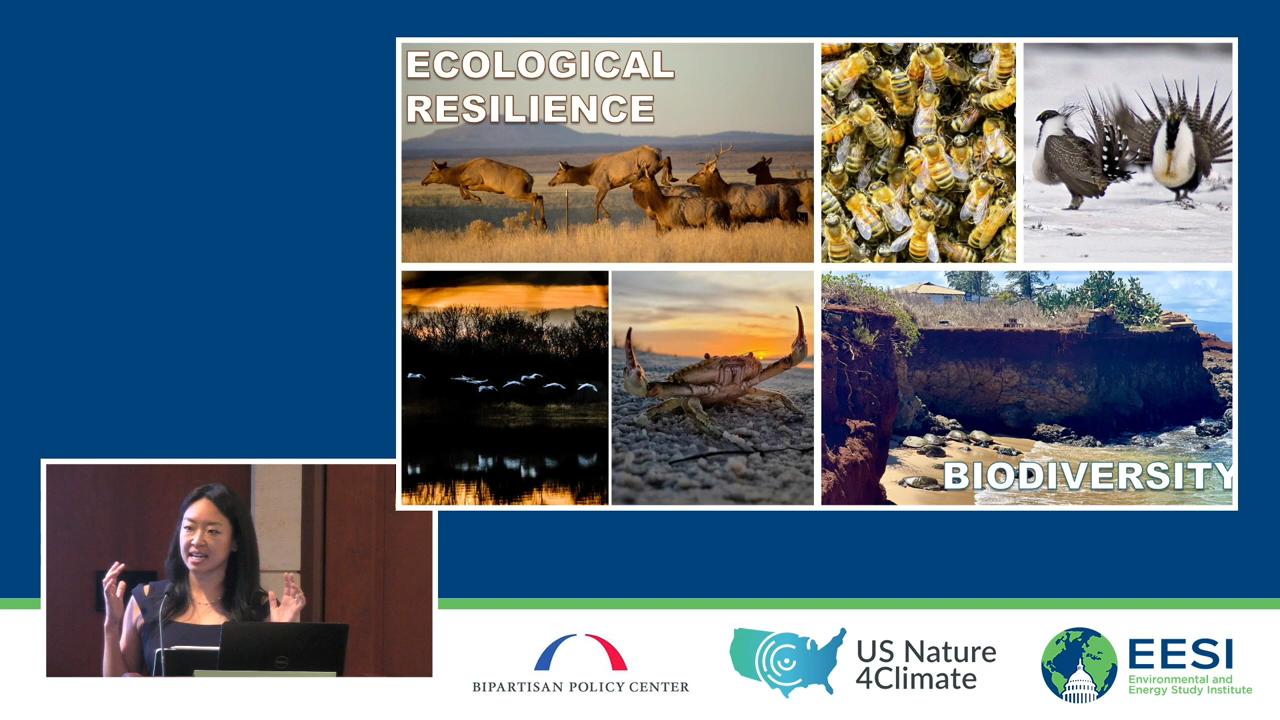 ECOLOGICAL
RESILIENCE
BIODIVERSITY
BIPARTISAN POLICY CENTER
US Nature
4Climate
EESI
Environmental and
Energy Study Institute